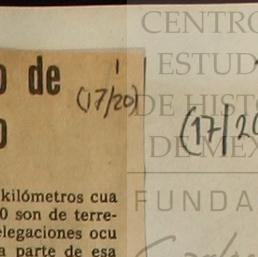 o de
o
(17/20)
kilómetros cua
0 son de terre-
elegaciones ocu
a parte de esa
(17/20
CENTRO
ESTUD
DE HIST
DE MÉX
FUNDA